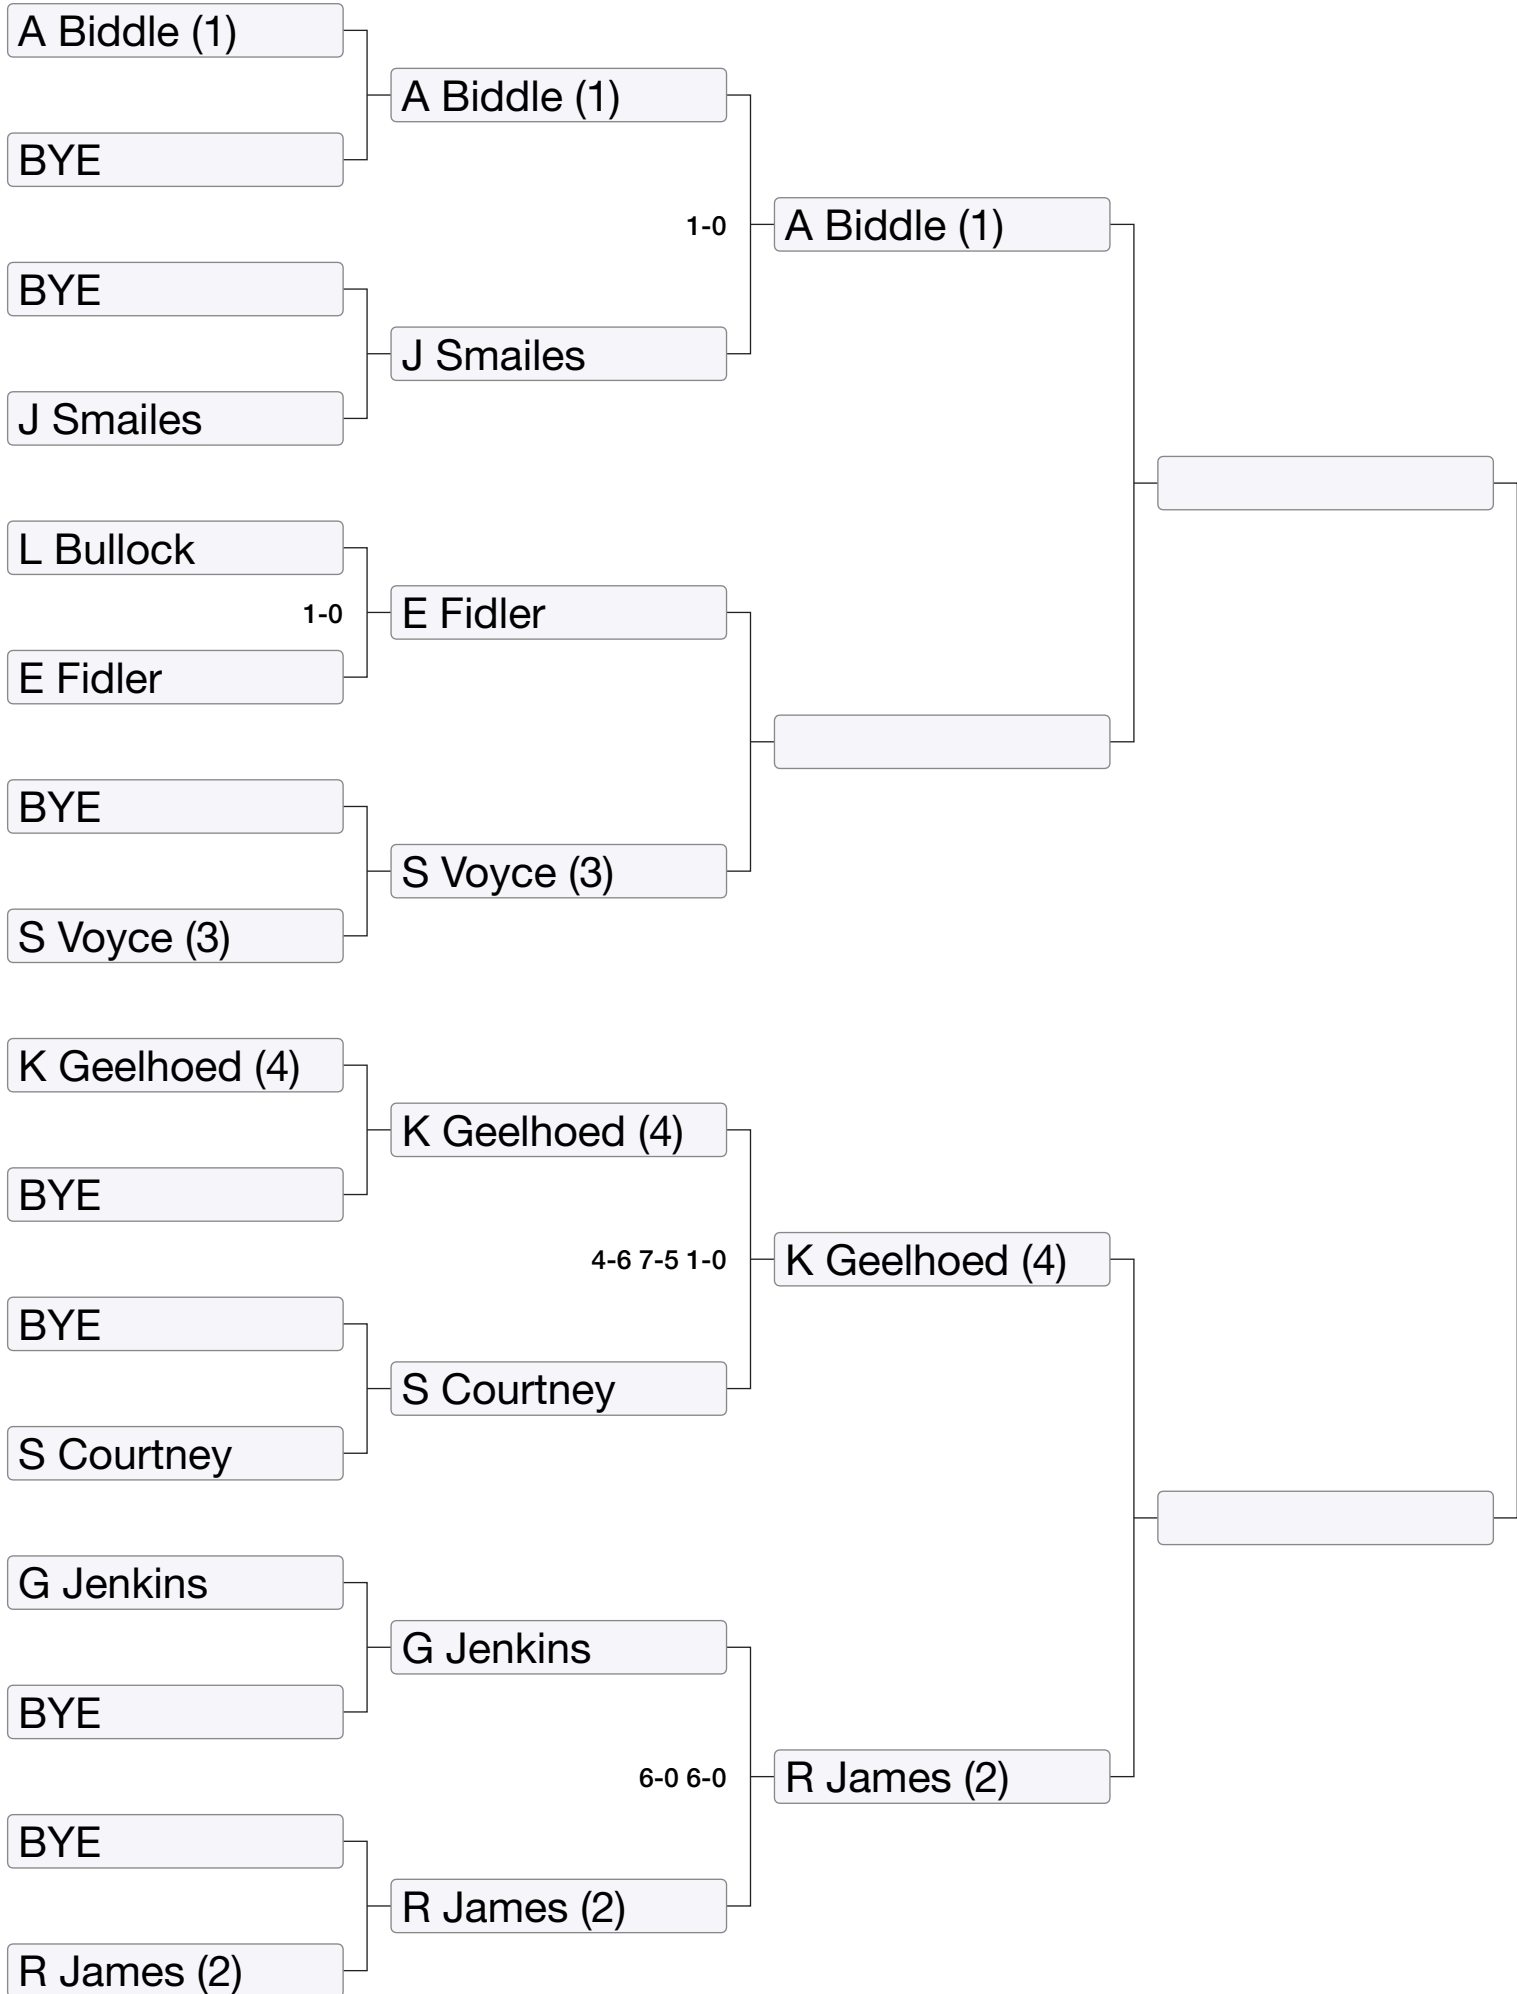 A Biddle (1)
A Biddle (1)
BYE
1-0
A Biddle (1)
BYE
J Smailes
J Smailes
L Bullock
E Fidler
1-0
E Fidler
BYE
S Voyce (3)
S Voyce (3)
K Geelhoed (4)
K Geelhoed (4)
BYE
4-6 7-5 1-0
K Geelhoed (4)
BYE
S Courtney
S Courtney
G Jenkins
G Jenkins
BYE
6-0 6-0
R James (2)
BYE
R James (2)
R James (2)